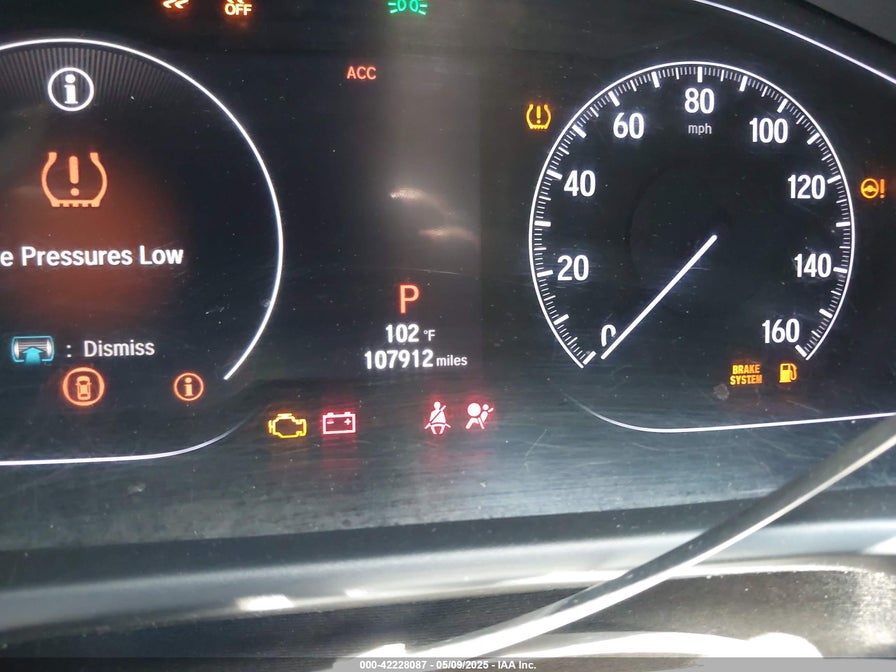 OFF
ACC
e Pressures Low
: Dismiss
P
102 °F
107912 miles
0
20
40
60
80
mph
100
120
140
160
BRAKE
SYSTEM
000-42228087 - 05/09/2025 - IAA Inc.